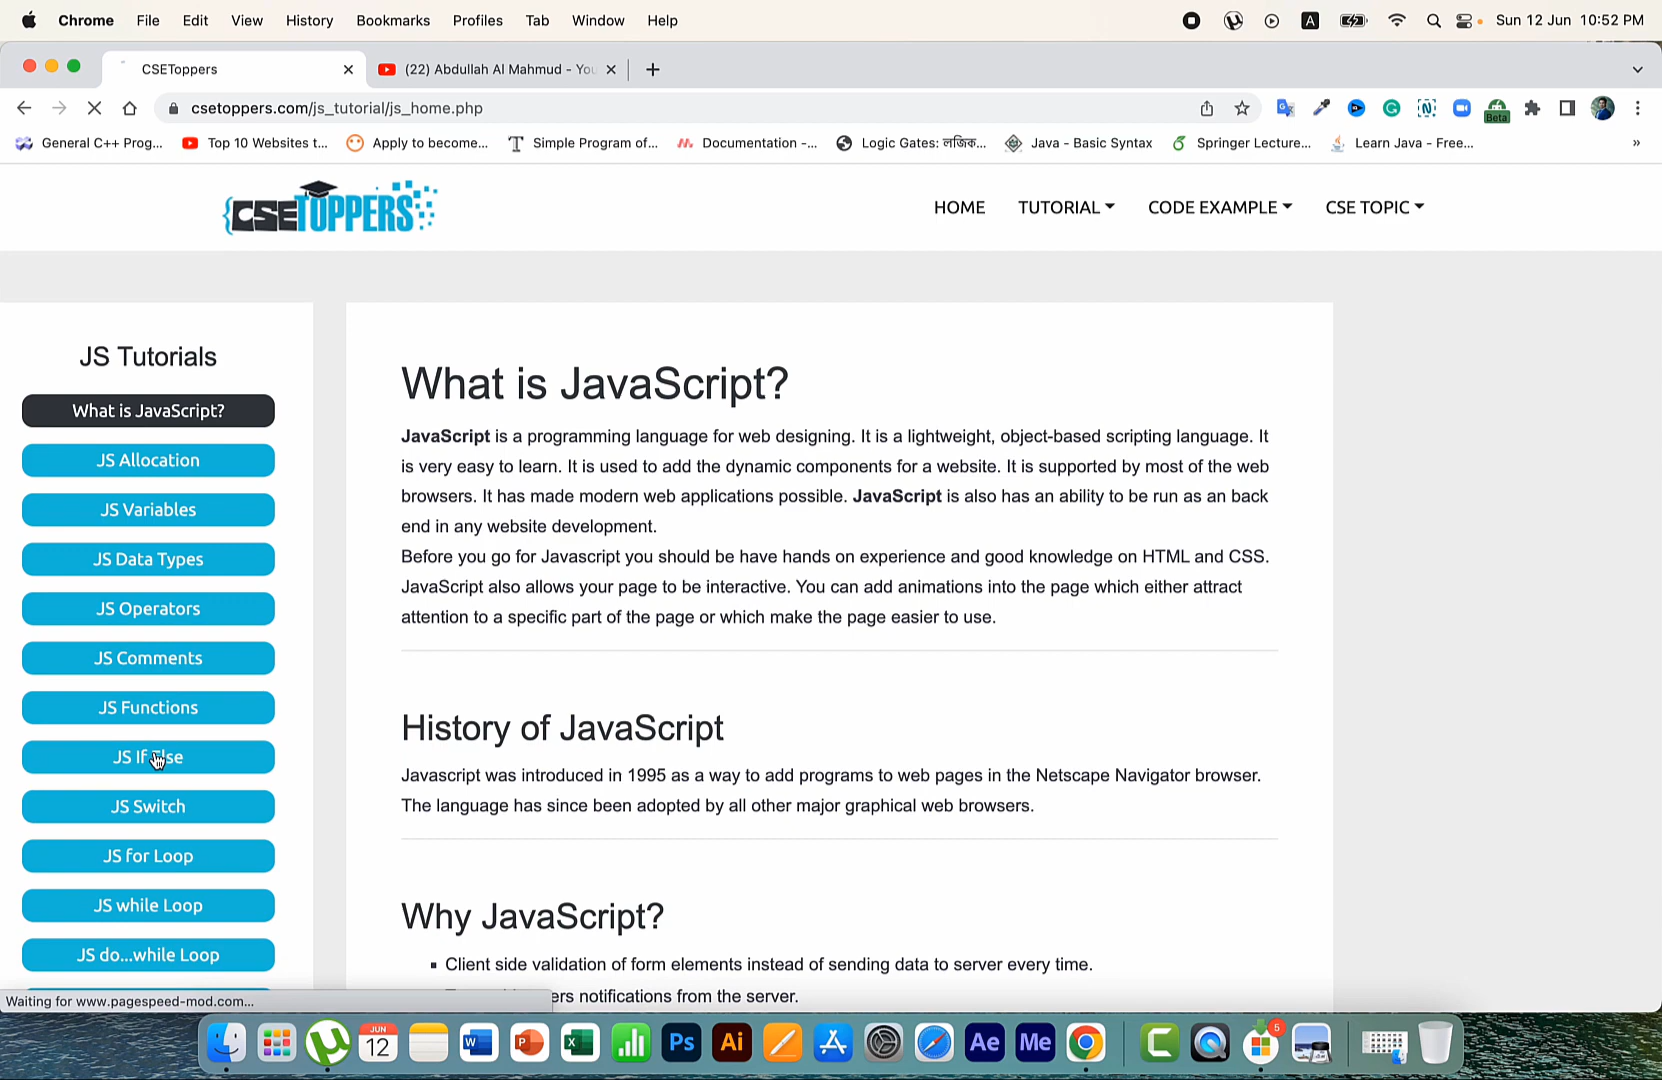 Chrome File Edit View History Bookmarks Profiles Tab Window Help
A Sun 12 Jun 10:52 PM
CSEToppers
(22) Abdullah Al Mahmud - You
csetoppers.com/js_tutorial/js_home.php
Beta
General C++ Prog...
Top 10 Websites t...
Apply to become...
Simple Program of...
Documentation -...
Logic Gates: লজিক...
Java - Basic Syntax
Springer Lecture...
Learn Java - Free...
»
{CSETOPPERS
HOME TUTORIAL CODE EXAMPLE CSE TOPIC
JS Tutorials
What is JavaScript?
JS Allocation
JS Variables
JS Data Types
JS Operators
JS Comments
JS Functions
JS If Else
JS Switch
JS for Loop
JS while Loop
JS do...while Loop
What is JavaScript?
JavaScript is a programming language for web designing. It is a lightweight, object-based scripting language. It
is very easy to learn. It is used to add the dynamic components for a website. It is supported by most of the web
browsers. It has made modern web applications possible. JavaScript is also has an ability to be run as an back
end in any website development.
Before you go for Javascript you should be have hands on experience and good knowledge on HTML and CSS.
JavaScript also allows your page to be interactive. You can add animations into the page which either attract
attention to a specific part of the page or which make the page easier to use.
History of JavaScript
Javascript was introduced in 1995 as a way to add programs to web pages in the Netscape Navigator browser.
The language has since been adopted by all other major graphical web browsers.
Why JavaScript?
Client side validation of form elements instead of sending data to server every time.
ers notifications from the server.
Waiting for www.pagespeed-mod.com...
JUN
12
W
P
X
Ps
Ai
Ae
Me
C
5